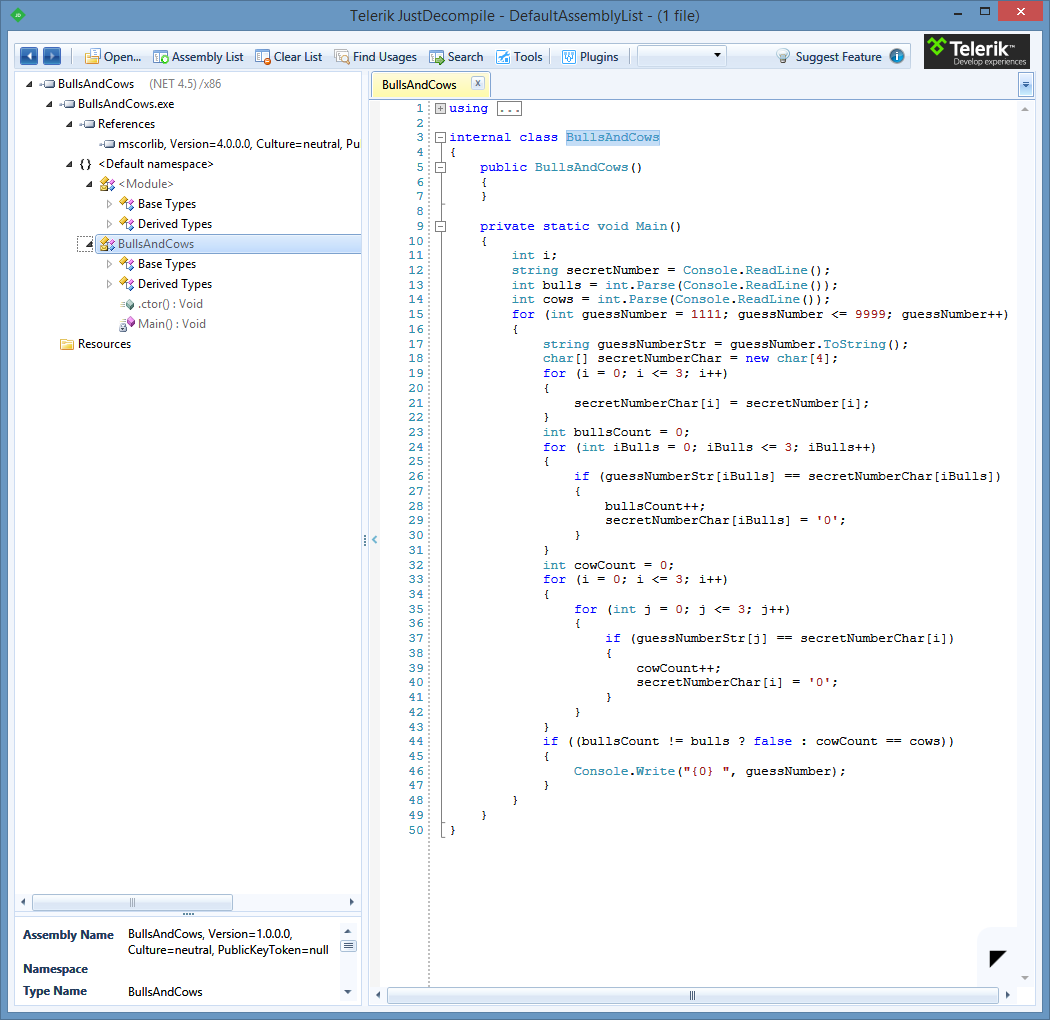 Telerik JustDecompile - DefaultAssemblyList - (1 file)
Open... Assembly List Clear List Find Usages Search Tools Plugins Suggest Feature
Telerik™
Develop experiences
BullsAndCows (NET 4.5) /x86
BullsAndCows.exe
References
mscorlib, Version=4.0.0.0, Culture=neutral, Pu
{ } <Default namespace>
<Module>
Base Types
Derived Types
BullsAndCows
Base Types
Derived Types
.ctor() : Void
Main() : Void
Resources
Assembly Name BullsAndCows, Version=1.0.0.0,
Culture=neutral, PublicKeyToken=null
Namespace
Type Name BullsAndCows
BullsAndCows x
1 using ...
2
3 internal class BullsAndCows
4 {
5 public BullsAndCows()
6 {
7 }
8
9 private static void Main()
10 {
11 int i;
12 string secretNumber = Console.ReadLine();
13 int bulls = int.Parse(Console.ReadLine());
14 int cows = int.Parse(Console.ReadLine());
15 for (int guessNumber = 1111; guessNumber <= 9999; guessNumber++)
16 {
17 string guessNumberStr = guessNumber.ToString();
18 char[] secretNumberChar = new char[4];
19 for (i = 0; i <= 3; i++)
20 {
21 secretNumberChar[i] = secretNumber[i];
22 }
23 int bullsCount = 0;
24 for (int iBulls = 0; iBulls <= 3; iBulls++)
25 {
26 if (guessNumberStr[iBulls] == secretNumberChar[iBulls])
27 {
28 bullsCount++;
29 secretNumberChar[iBulls] = '0';
30 }
31 }
32 int cowCount = 0;
33 for (i = 0; i <= 3; i++)
34 {
35 for (int j = 0; j <= 3; j++)
36 {
37 if (guessNumberStr[j] == secretNumberChar[i])
38 {
39 cowCount++;
40 secretNumberChar[i] = '0';
41 }
42 }
43 }
44 if ((bullsCount != bulls ? false : cowCount == cows))
45 {
46 Console.Write("{0} ", guessNumber);
47 }
48 }
49 }
50 }